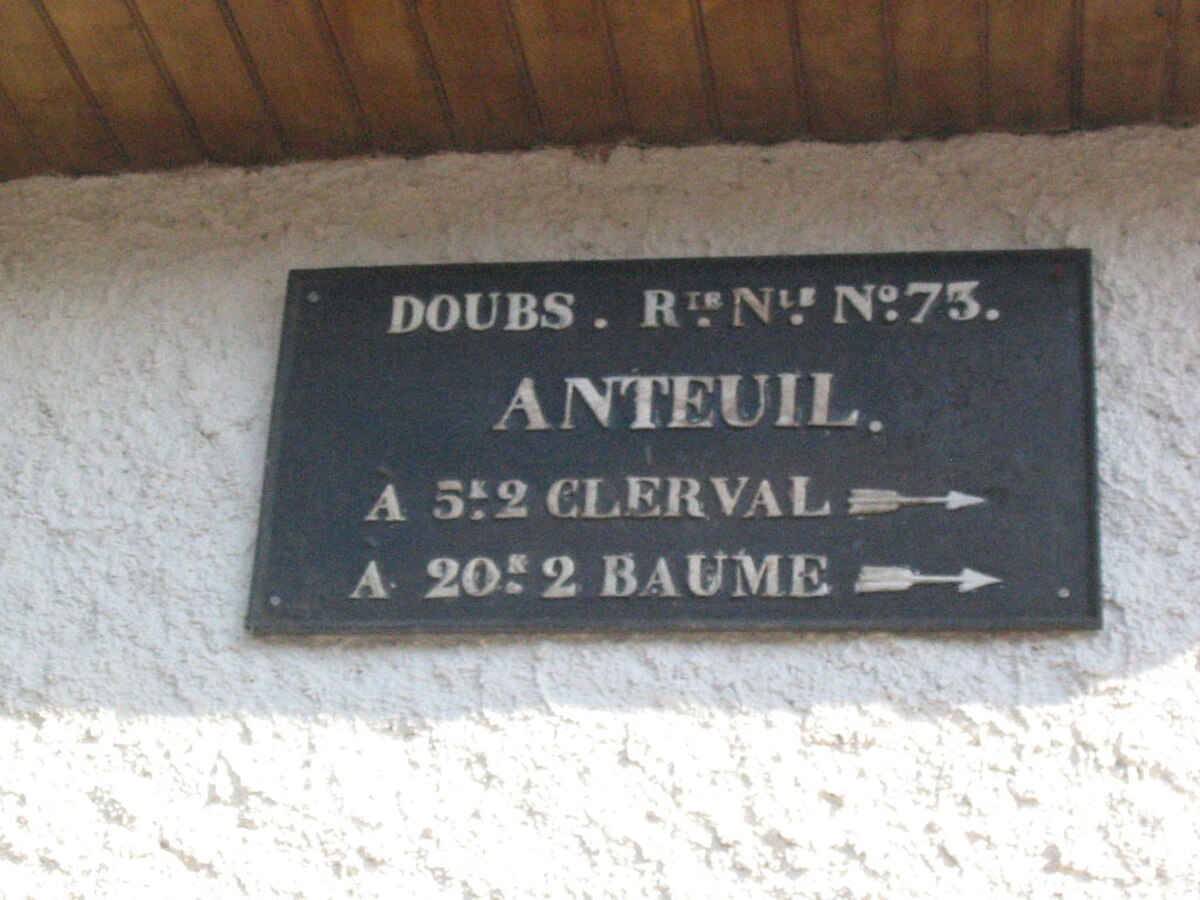 DOUBS. RTE. NLE. No. 73.
ANTEUIL.
A 5K.2 CLERVAL
A 20K.2 BAUME